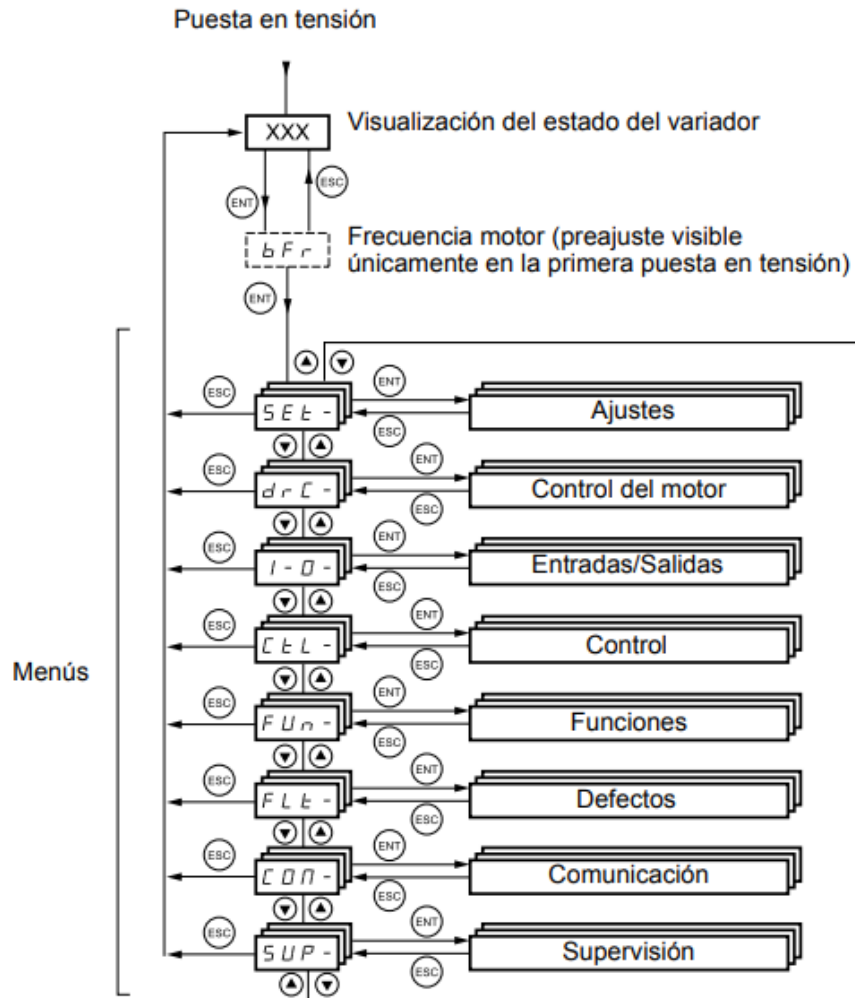 Puesta en tensión
XXX
Visualización del estado del variador
ENT
ESC
bFr
Frecuencia motor (preajuste visible
únicamente en la primera puesta en tensión)
ENT
ESC
SEt-
ENT
ESC
Ajustes
ESC
drC-
ENT
ESC
Control del motor
ESC
I-O-
ENT
ESC
Entradas/Salidas
ESC
CtL-
ENT
ESC
Control
Menús
ESC
FUn-
ENT
ESC
Funciones
ESC
FLt-
ENT
ESC
Defectos
ESC
COM-
ENT
ESC
Comunicación
ESC
SUP-
ENT
ESC
Supervisión